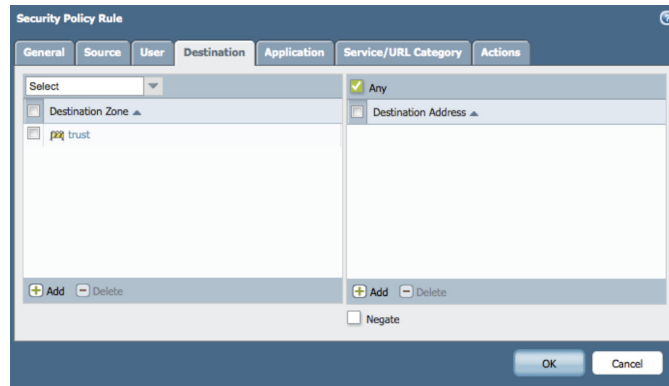 Security Policy Rule
General Source User Destination Application Service/URL Category Actions
Select
Any
Destination Zone
Destination Address
trust
Add Delete
Add Delete
Negate
OK Cancel